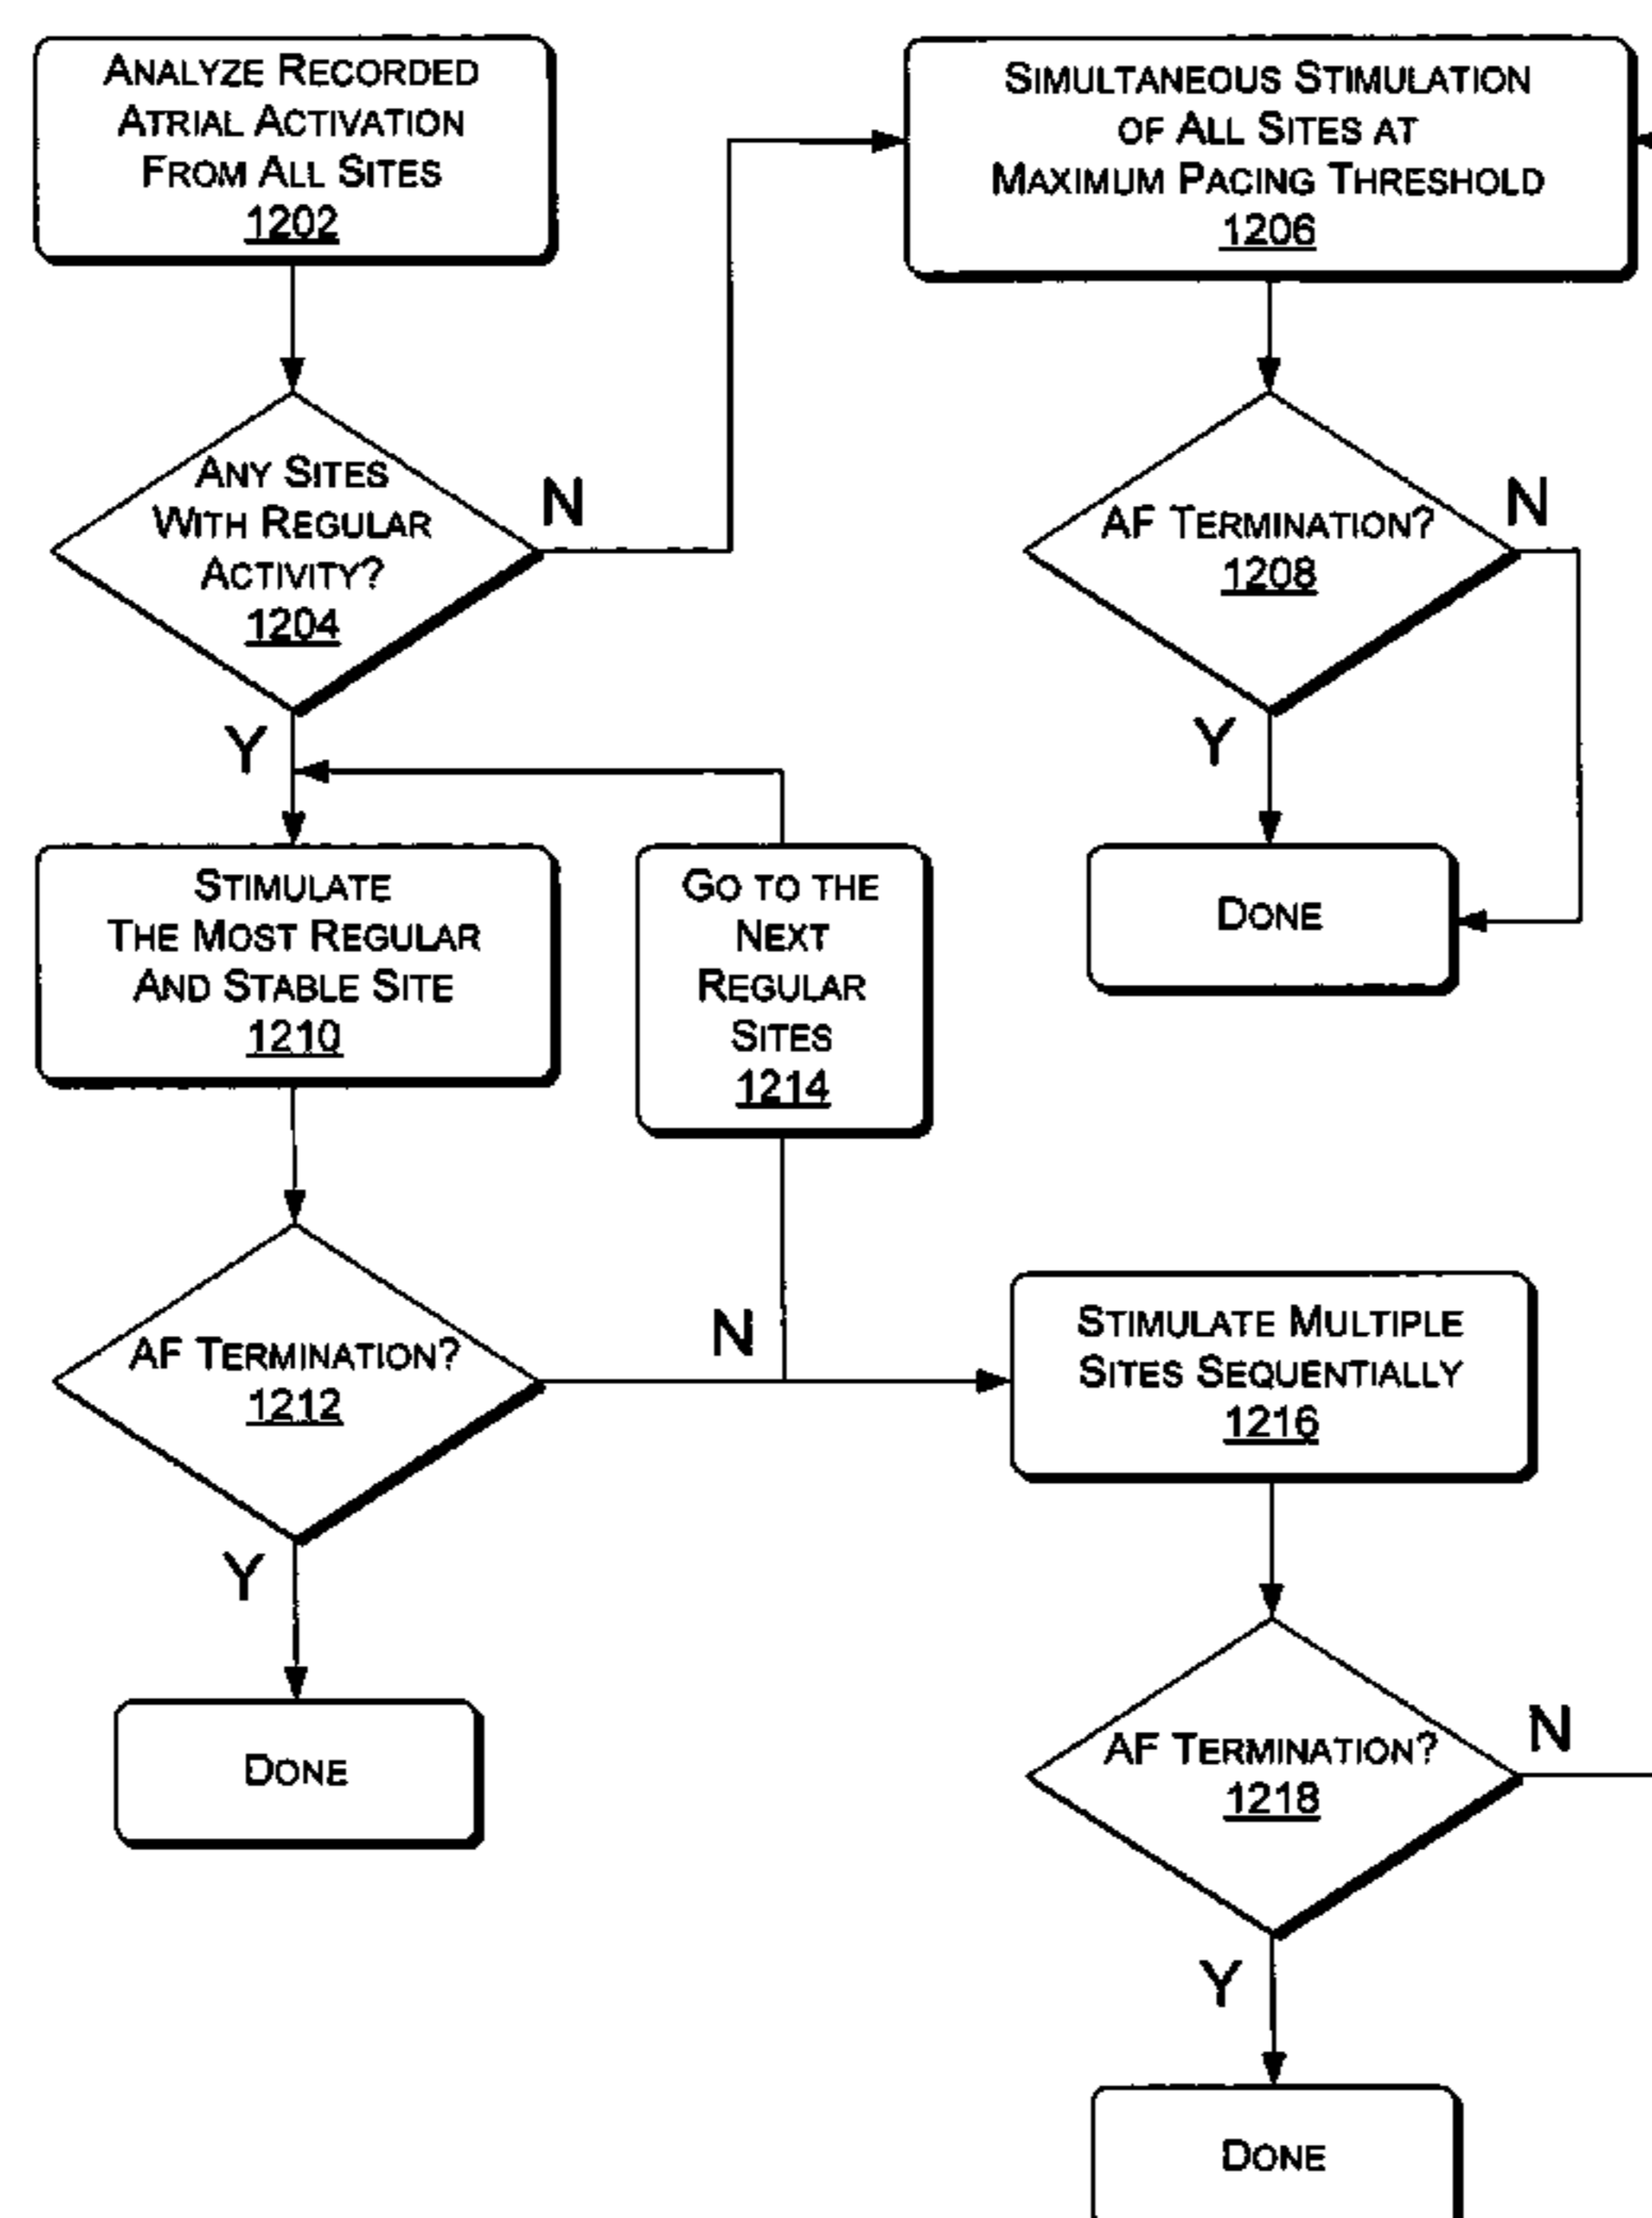 ANALYZE RECORDED
ATRIAL ACTIVATION
FROM ALL SITES
1202
SIMULTANEOUS STIMULATION
OF ALL SITES AT
MAXIMUM PACING THRESHOLD
1206
ANY SITES
WITH REGULAR
ACTIVITY?
1204
N
AF TERMINATION?
1208
N
Y
Y
STIMULATE
THE MOST REGULAR
AND STABLE SITE
1210
GO TO THE
NEXT
REGULAR
SITES
1214
DONE
AF TERMINATION?
1212
N
STIMULATE MULTIPLE
SITES SEQUENTIALLY
1216
Y
DONE
AF TERMINATION?
1218
N
Y
DONE